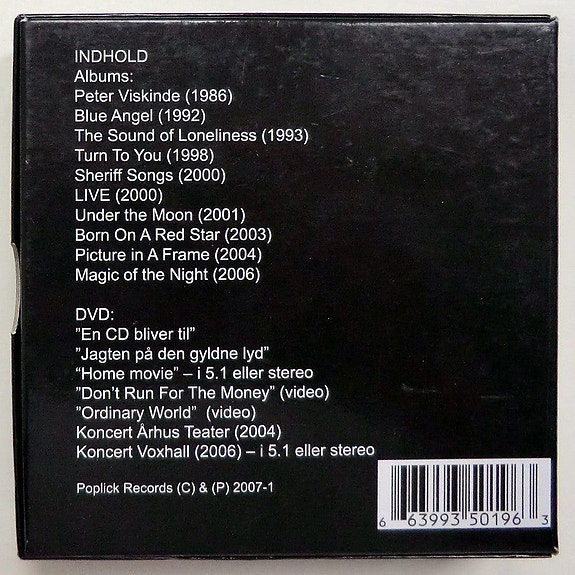 INDHOLD
Albums:
Peter Viskinde (1986)
Blue Angel (1992)
The Sound of Loneliness (1993)
Turn To You (1998)
Sheriff Songs (2000)
LIVE (2000)
Under the Moon (2001)
Born On A Red Star (2003)
Picture in A Frame (2004)
Magic of the Night (2006)
DVD:
”En CD bliver til”
”Jagten på den gyldne lyd”
“Home movie” – i 5.1 eller stereo
”Don’t Run For The Money” (video)
”Ordinary World”  (video)
Koncert Århus Teater (2004)
Koncert Voxhall (2006) – i 5.1 eller stereo
Poplick Records (C) & (P) 2007-1
6 63993 50196 3